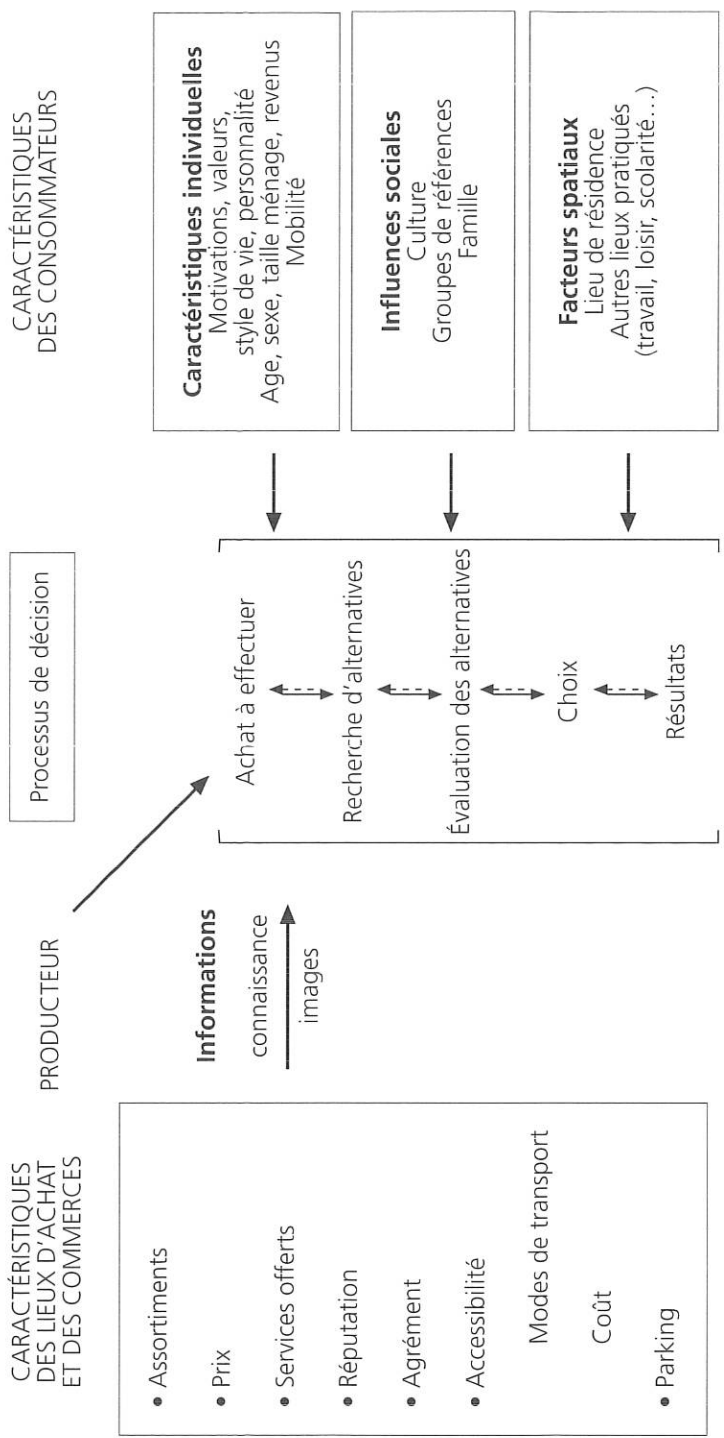 CARACTÉRISTIQUES
DES LIEUX D'ACHAT
ET DES COMMERCES
• Assortiments
• Prix
• Services offerts
• Réputation
• Agrément
• Accessibilité
Modes de transport
Coût
• Parking
PRODUCTEUR
Informations
connaissance
images
Processus de décision
Achat à effectuer
Recherche d'alternatives
Évaluation des alternatives
Choix
Résultats
CARACTÉRISTIQUES
DES CONSOMMATEURS
Caractéristiques individuelles
Motivations, valeurs,
style de vie, personnalité
Age, sexe, taille ménage, revenus
Mobilité
Influences sociales
Culture
Groupes de références
Famille
Facteurs spatiaux
Lieu de résidence
Autres lieux pratiqués
(travail, loisir, scolarité...)